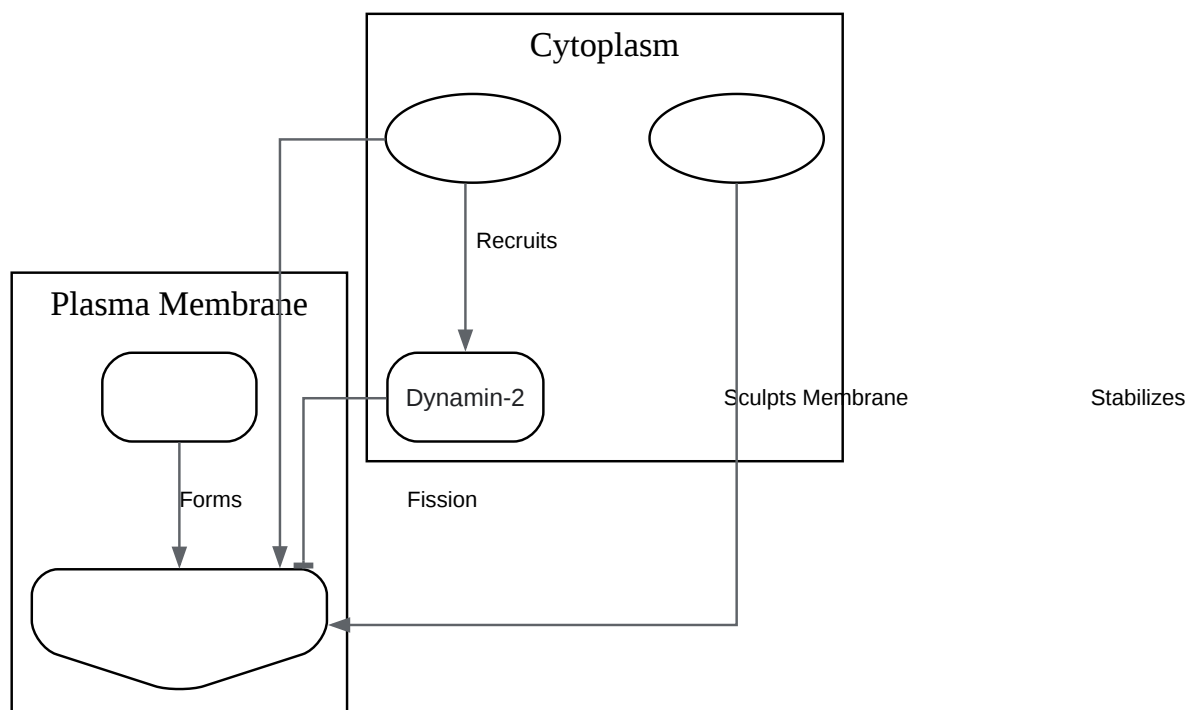 Cytoplasm
Recruits
Plasma Membrane
Dynamin-2
Sculpts Membrane
Stabilizes
Forms
Fission